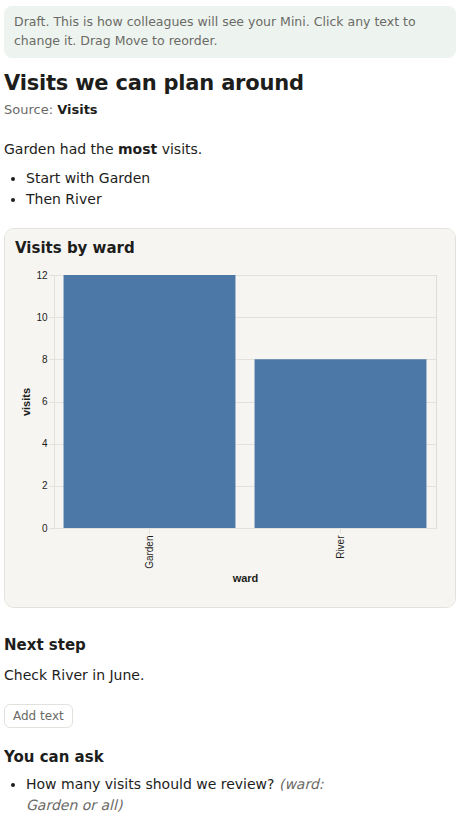 Draft. This is how colleagues will see your Mini. Click any text to
change it. Drag Move to reorder.
Visits we can plan around
Source: Visits
Garden had the most visits.
• Start with Garden
• Then River
Visits by ward
12
10
8
6
4
2
0
visits
Garden
River
ward
Next step
Check River in June.
Add text
You can ask
• How many visits should we review? (ward:
Garden or all)